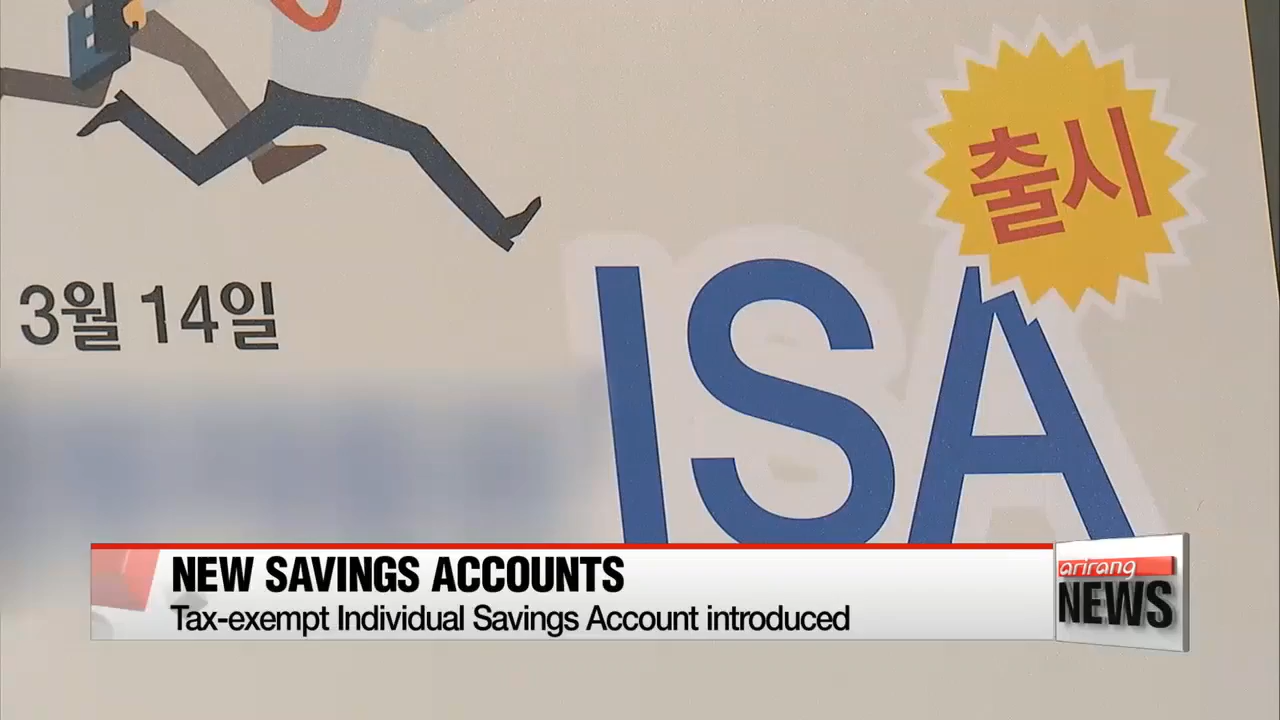 출시
3월 14일
ISA
NEW SAVINGS ACCOUNTS
Tax-exempt Individual Savings Account introduced
arirang
NEWS